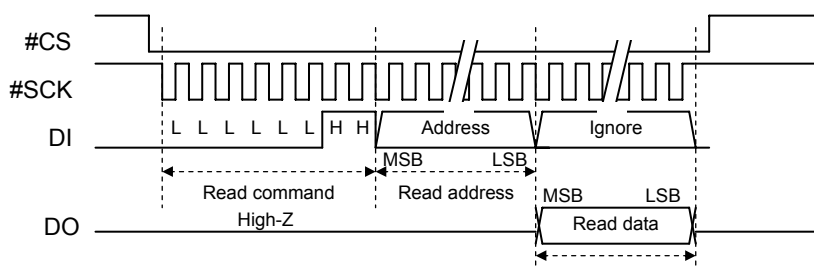 #CS
#SCK
DI L L L L L L H H Address Ignore
MSB LSB
Read command Read address
High-Z MSB LSB
DO Read data